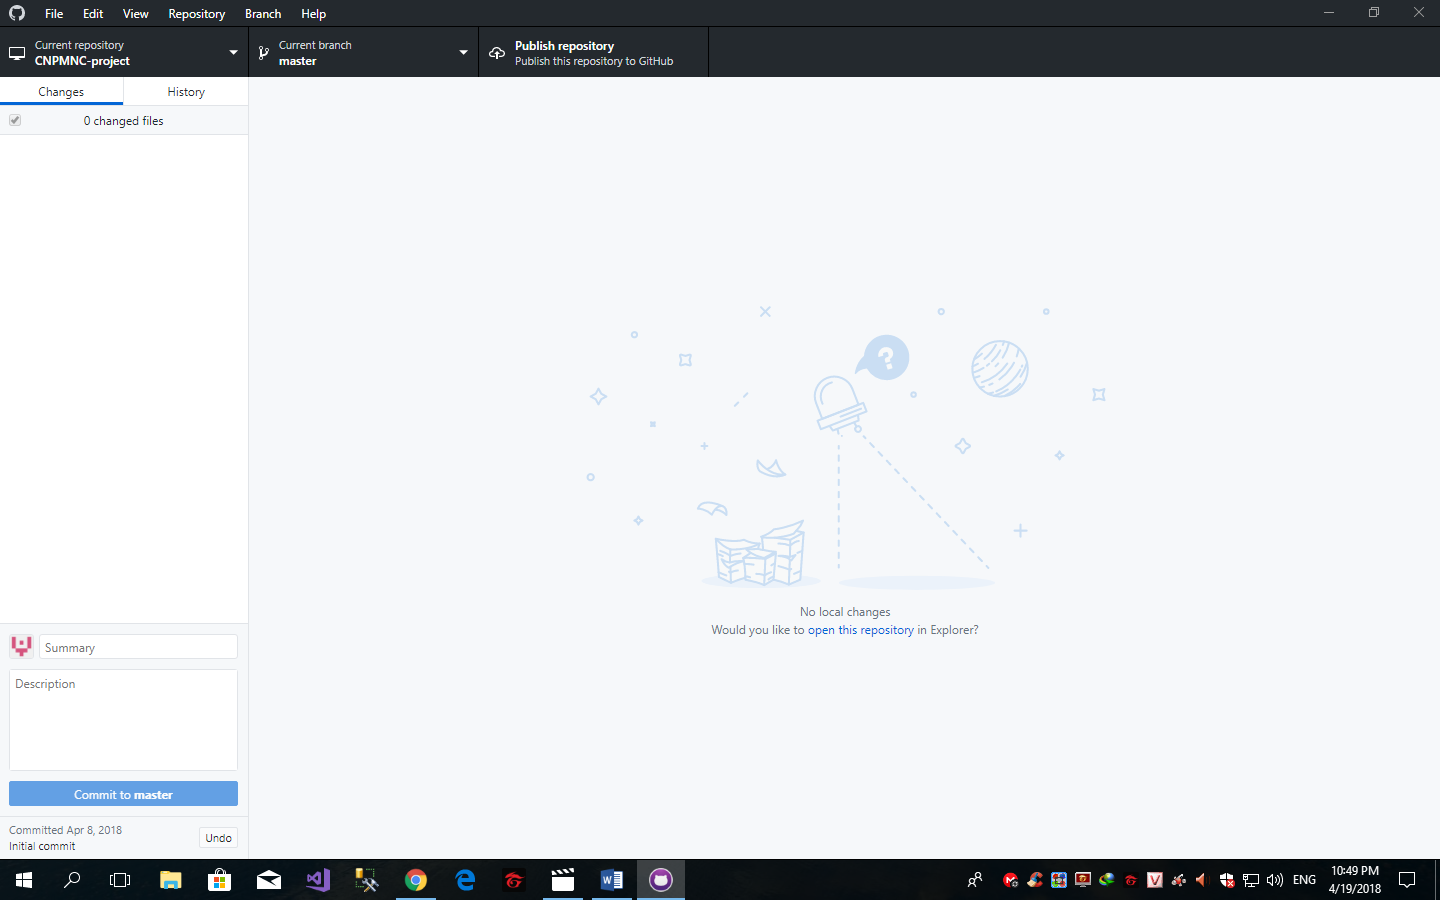 File Edit View Repository Branch Help
Current repository
CNPMNC-project
Current branch
master
Publish repository
Publish this repository to GitHub
Changes
History
0 changed files
?
No local changes
Would you like to open this repository in Explorer?
Summary
Description
Commit to master
Committed Apr 8, 2018
Initial commit
Undo
ENG
10:49 PM
4/19/2018